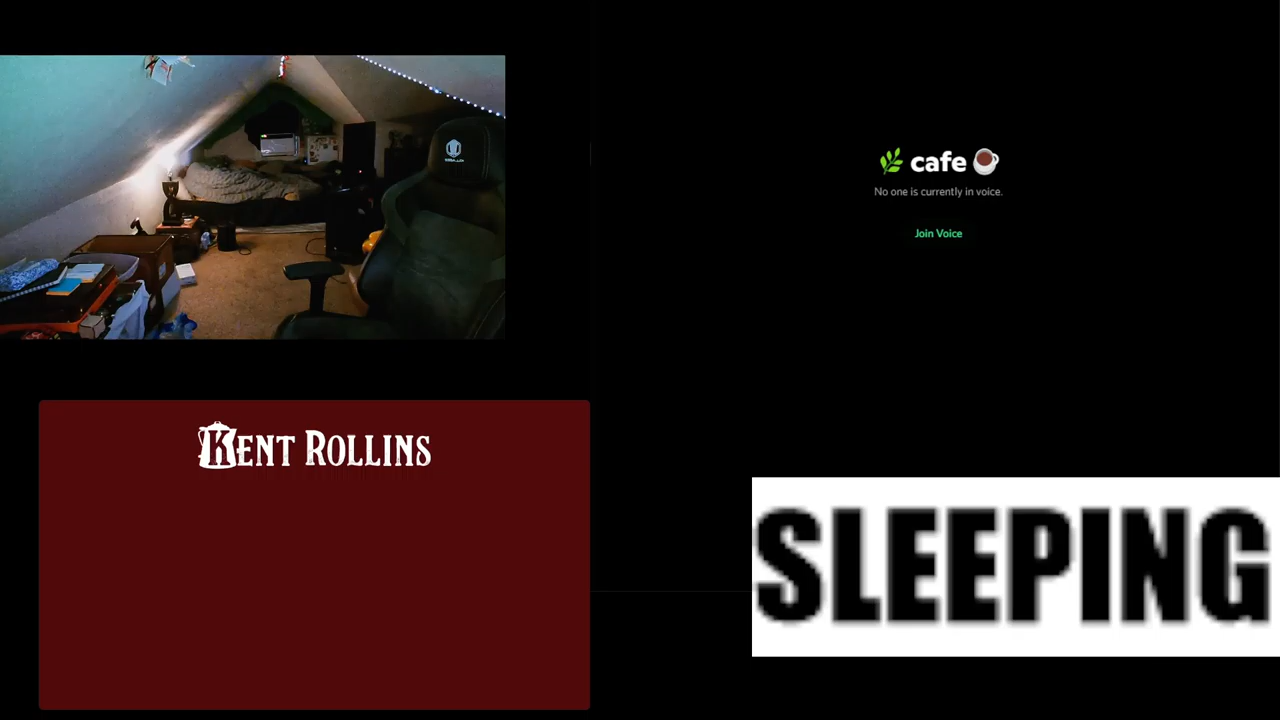 🌿 cafe ☕
No one is currently in voice.
Join Voice
KENT ROLLINS
SLEEPING